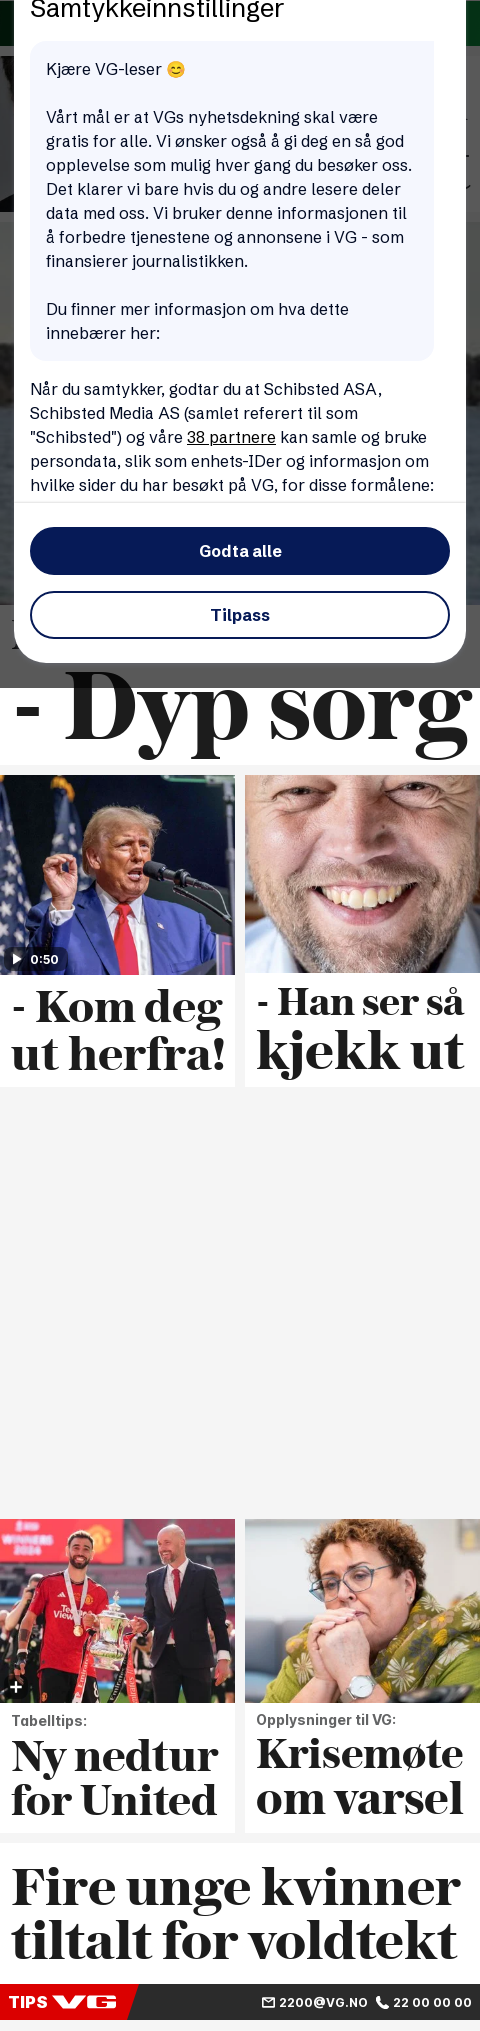 Samtykkeinnstillinger
Kjære VG-leser 😊
Vårt mål er at VGs nyhetsdekning skal være
gratis for alle. Vi ønsker også å gi deg en så god
opplevelse som mulig hver gang du besøker oss.
Det klarer vi bare hvis du og andre lesere deler
data med oss. Vi bruker denne informasjonen til
å forbedre tjenestene og annonsene i VG - som
finansierer journalistikken.
Du finner mer informasjon om hva dette
innebærer her:
Når du samtykker, godtar du at Schibsted ASA,
Schibsted Media AS (samlet referert til som
"Schibsted") og våre 38 partnere kan samle og bruke
persondata, slik som enhets-IDer og informasjon om
hvilke sider du har besøkt på VG, for disse formålene:
Godta alle
Tilpass
- Dyp sorg
0:50
- Kom deg
ut herfra!
- Han ser så
kjekk ut
WINNERS
2024
Tabelltips:
Ny nedtur
for United
Opplysninger til VG:
Krisemøte
om varsel
Fire unge kvinner
tiltalt for voldtekt
TIPS VG 2200@VG.NO 22 00 00 00